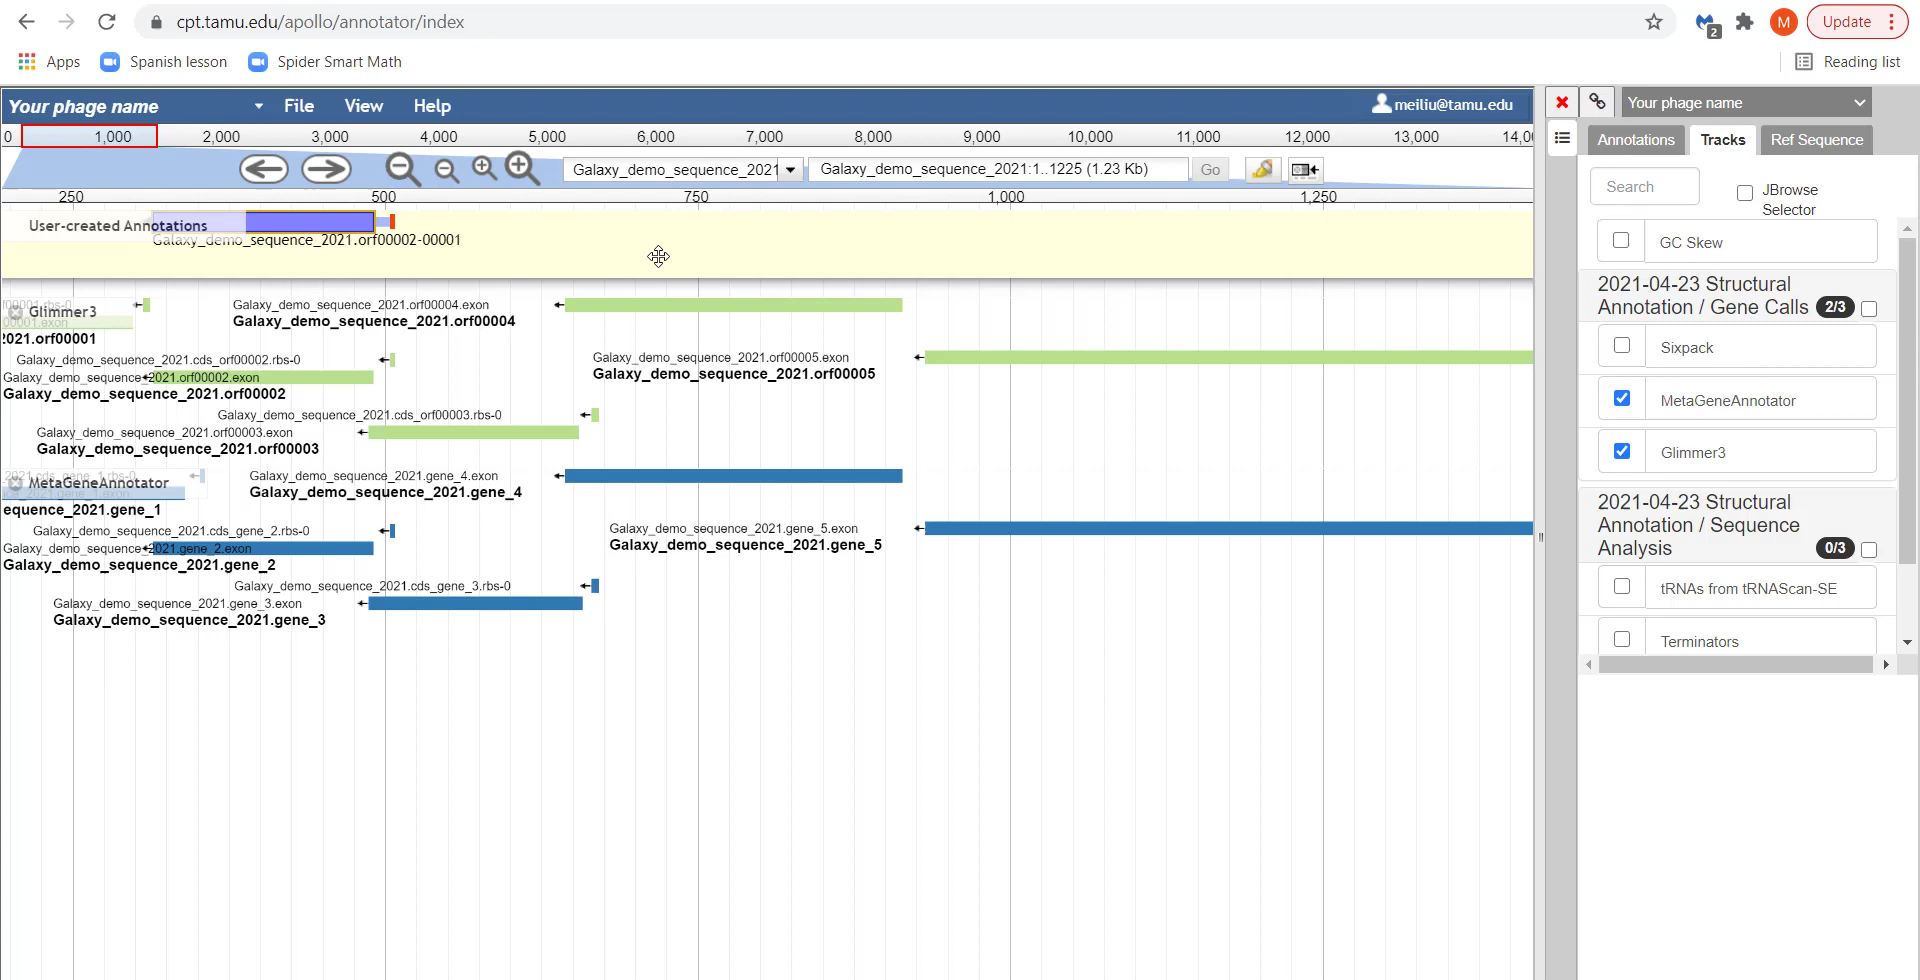 cpt.tamu.edu/apollo/annotator/index
2
M
Update
Apps
Spanish lesson
Spider Smart Math
Reading list
Your phage name
File
View
Help
meiliu@tamu.edu
Your phage name
0
1,000
2,000
3,000
4,000
5,000
6,000
7,000
8,000
9,000
10,000
11,000
12,000
13,000
Annotations
Tracks
Ref Sequence
Galaxy_demo_sequence_2021
Galaxy_demo_sequence_2021:1..1225 (1.23 Kb)
Go
250
500
750
1,000
1,250
Search
JBrowse
Selector
User-created Annotations
Galaxy_demo_sequence_2021.orf00002-00001
GC Skew
2021-04-23 Structural
Annotation / Gene Calls
2/3
Sixpack
MetaGeneAnnotator
Glimmer3
2021-04-23 Structural
Annotation / Sequence
Analysis
0/3
tRNAs from tRNAScan-SE
Terminators
Glimmer3
2021.orf00001
Galaxy_demo_sequence_2021.orf00004.exon
Galaxy_demo_sequence_2021.orf00004
Galaxy_demo_sequence_2021.cds_orf00002.rbs-0
Galaxy_demo_sequence_2021.orf00002.exon
Galaxy_demo_sequence_2021.orf00002
Galaxy_demo_sequence_2021.orf00005.exon
Galaxy_demo_sequence_2021.orf00005
Galaxy_demo_sequence_2021.cds_orf00003.rbs-0
Galaxy_demo_sequence_2021.orf00003.exon
Galaxy_demo_sequence_2021.orf00003
MetaGeneAnnotator
equence_2021.gene_1
Galaxy_demo_sequence_2021.gene_4.exon
Galaxy_demo_sequence_2021.gene_4
Galaxy_demo_sequence_2021.cds_gene_2.rbs-0
Galaxy_demo_sequence_2021.gene_2.exon
Galaxy_demo_sequence_2021.gene_2
Galaxy_demo_sequence_2021.gene_5.exon
Galaxy_demo_sequence_2021.gene_5
Galaxy_demo_sequence_2021.cds_gene_3.rbs-0
Galaxy_demo_sequence_2021.gene_3.exon
Galaxy_demo_sequence_2021.gene_3